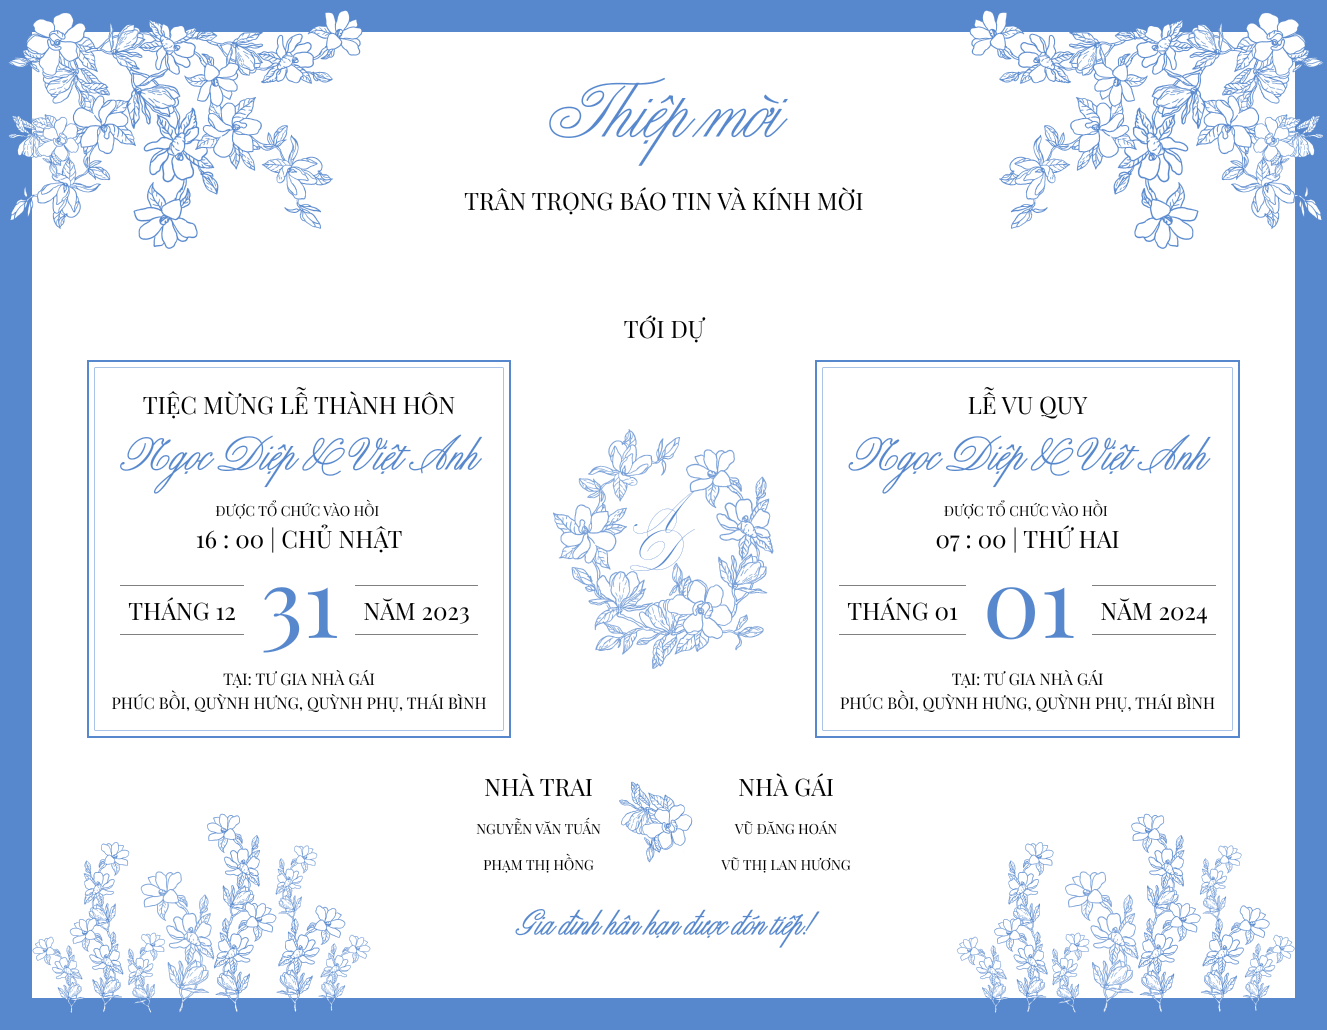 Thiệp mời
TRÂN TRỌNG BÁO TIN VÀ KÍNH MỜI
TỚI DỰ
TIỆC MỪNG LỄ THÀNH HÔN
Ngọc Diệp & Việt Anh
ĐƯỢC TỔ CHỨC VÀO HỒI
16 : 00 | CHỦ NHẬT
THÁNG 12
31
NĂM 2023
TẠI: TƯ GIA NHÀ GÁI
PHÚC BỒI, QUỲNH HƯNG, QUỲNH PHỤ, THÁI BÌNH
A
D
LỄ VU QUY
Ngọc Diệp & Việt Anh
ĐƯỢC TỔ CHỨC VÀO HỒI
07 : 00 | THỨ HAI
THÁNG 01
01
NĂM 2024
TẠI: TƯ GIA NHÀ GÁI
PHÚC BỒI, QUỲNH HƯNG, QUỲNH PHỤ, THÁI BÌNH
NHÀ TRAI
NGUYỄN VĂN TUẤN
PHẠM THỊ HỒNG
NHÀ GÁI
VŨ ĐĂNG HOÁN
VŨ THỊ LAN HƯƠNG
Gia đình hân hạn được đón tiếp!